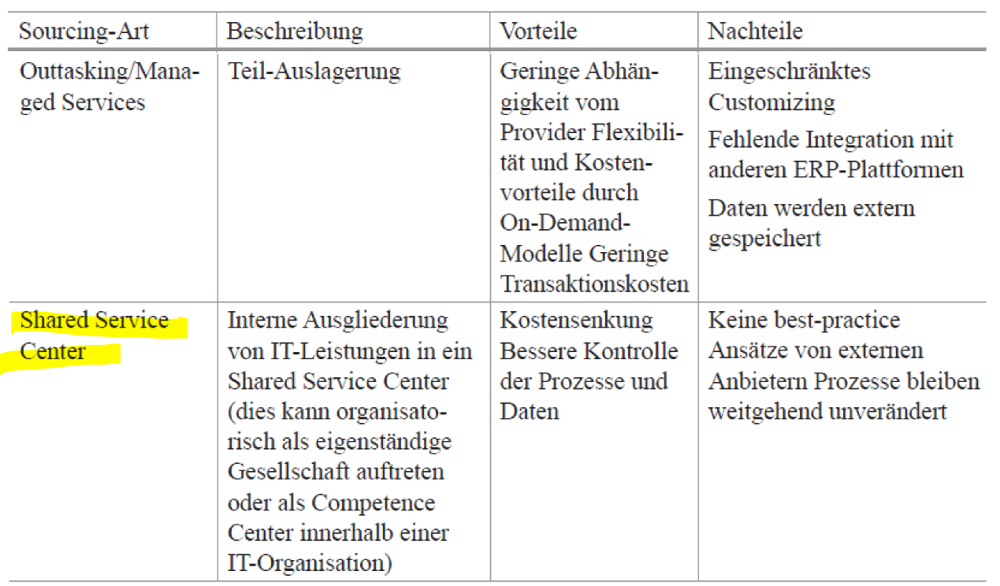 Sourcing-Art
Beschreibung
Vorteile
Nachteile
Outtasking/Mana-
ged Services
Teil-Auslagerung
Geringe Abhän-
gigkeit vom
Provider Flexibili-
tät und Kosten-
vorteile durch
On-Demand-
Modelle Geringe
Transaktionskosten
Eingeschränktes
Customizing
Fehlende Integration mit
anderen ERP-Plattformen
Daten werden extern
gespeichert
Shared Service
Center
Interne Ausgliederung
von IT-Leistungen in ein
Shared Service Center
(dies kann organisato-
risch als eigenständige
Gesellschaft auftreten
oder als Competence
Center innerhalb einer
IT-Organisation)
Kostensenkung
Bessere Kontrolle
der Prozesse und
Daten
Keine best-practice
Ansätze von externen
Anbietern Prozesse bleiben
weitgehend unverändert